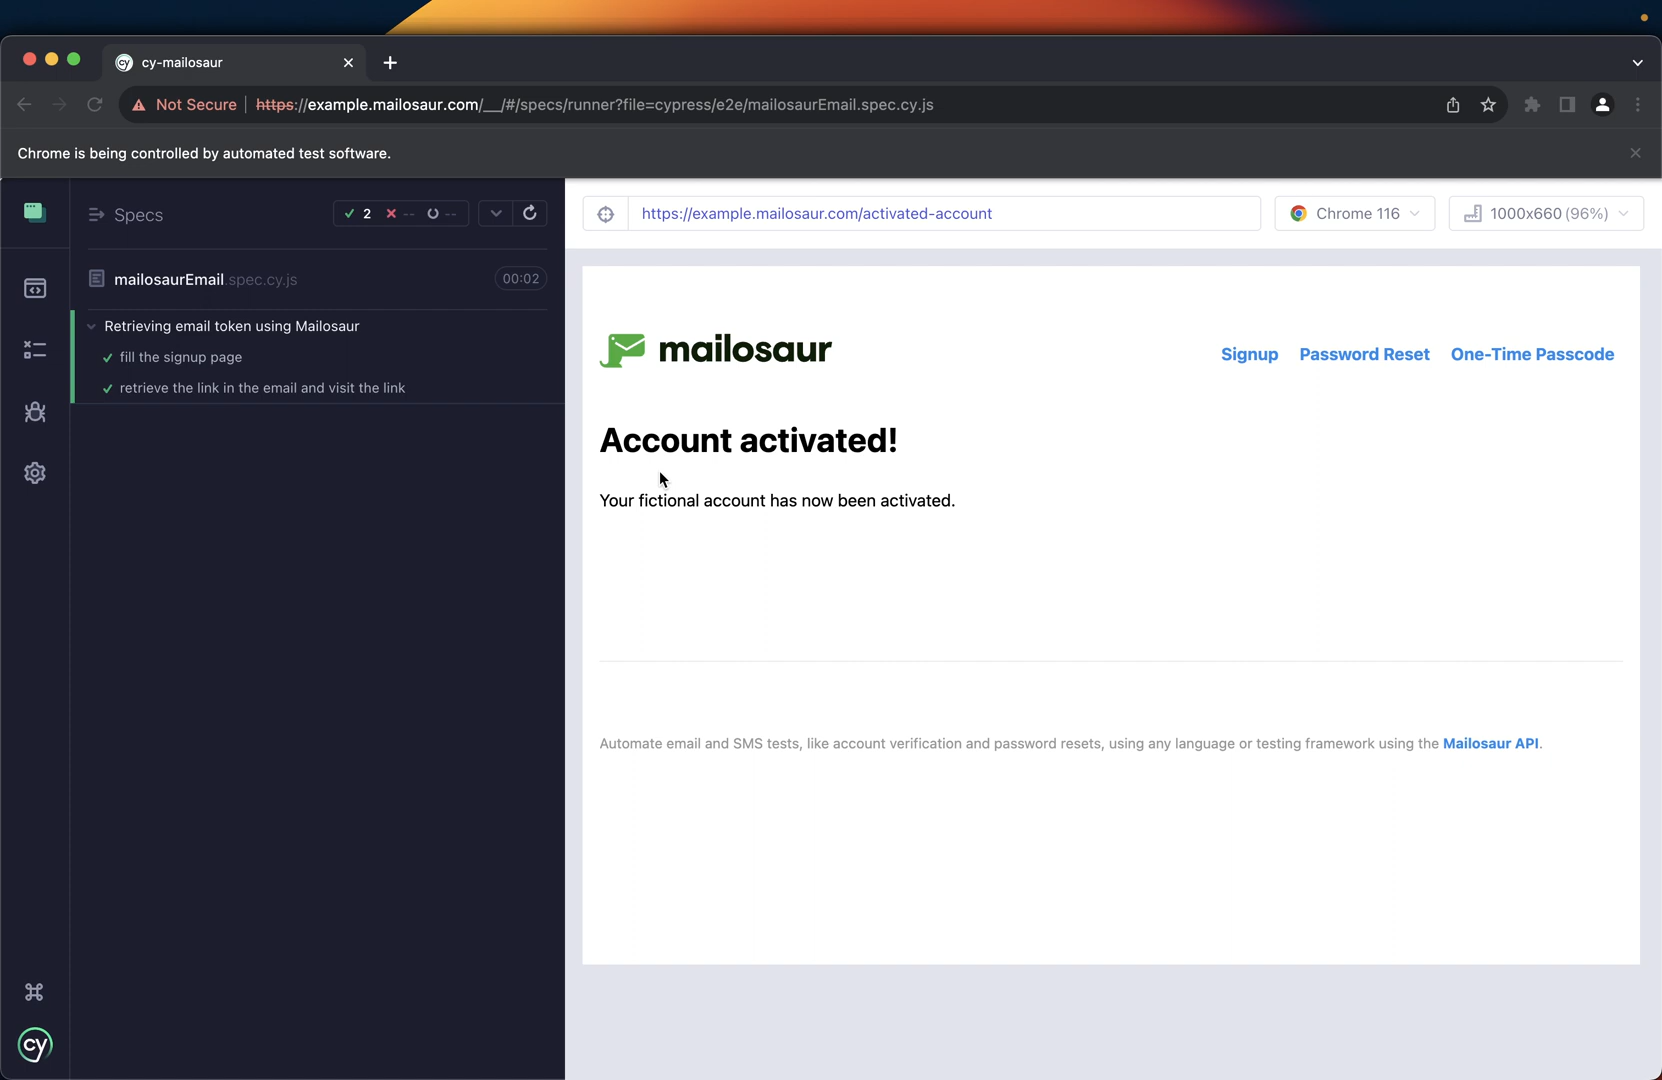 cy cy-mailosaur
Not Secure https://example.mailosaur.com/__/#/specs/runner?file=cypress/e2e/mailosaurEmail.spec.cy.js
Chrome is being controlled by automated test software.
Specs 2 -- --
https://example.mailosaur.com/activated-account Chrome 116 1000x660 (96%)
mailosaurEmail.spec.cy.js 00:02
Retrieving email token using Mailosaur
fill the signup page
retrieve the link in the email and visit the link
mailosaur Signup Password Reset One-Time Passcode
Account activated!
Your fictional account has now been activated.
Automate email and SMS tests, like account verification and password resets, using any language or testing framework using the Mailosaur API.
cy